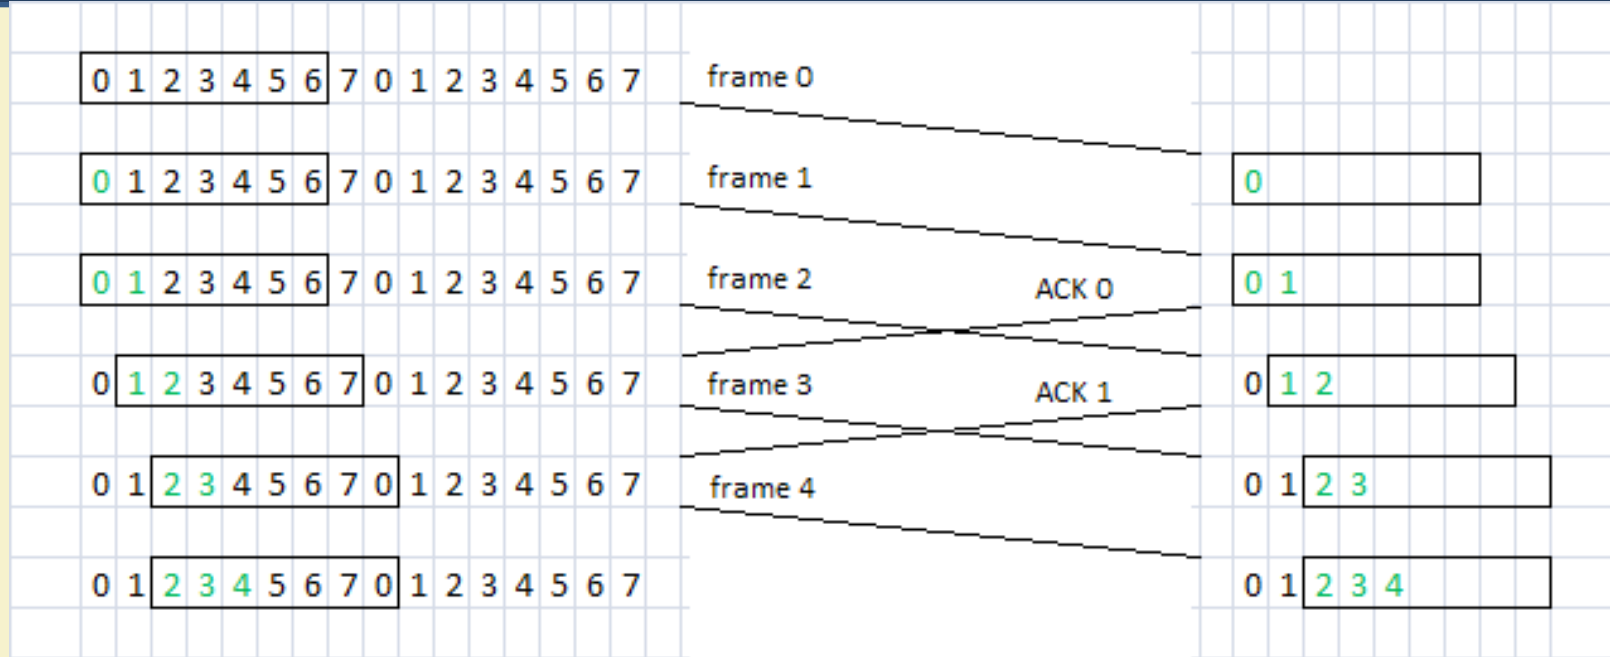 0 1 2 3 4 5 6 7 0 1 2 3 4 5 6 7 frame 0
0 1 2 3 4 5 6 7 0 1 2 3 4 5 6 7 frame 1 0
0 1 2 3 4 5 6 7 0 1 2 3 4 5 6 7 frame 2 ACK 0 0 1
0 1 2 3 4 5 6 7 0 1 2 3 4 5 6 7 frame 3 ACK 1 0 1 2
0 1 2 3 4 5 6 7 0 1 2 3 4 5 6 7 frame 4 0 1 2 3
0 1 2 3 4 5 6 7 0 1 2 3 4 5 6 7 0 1 2 3 4